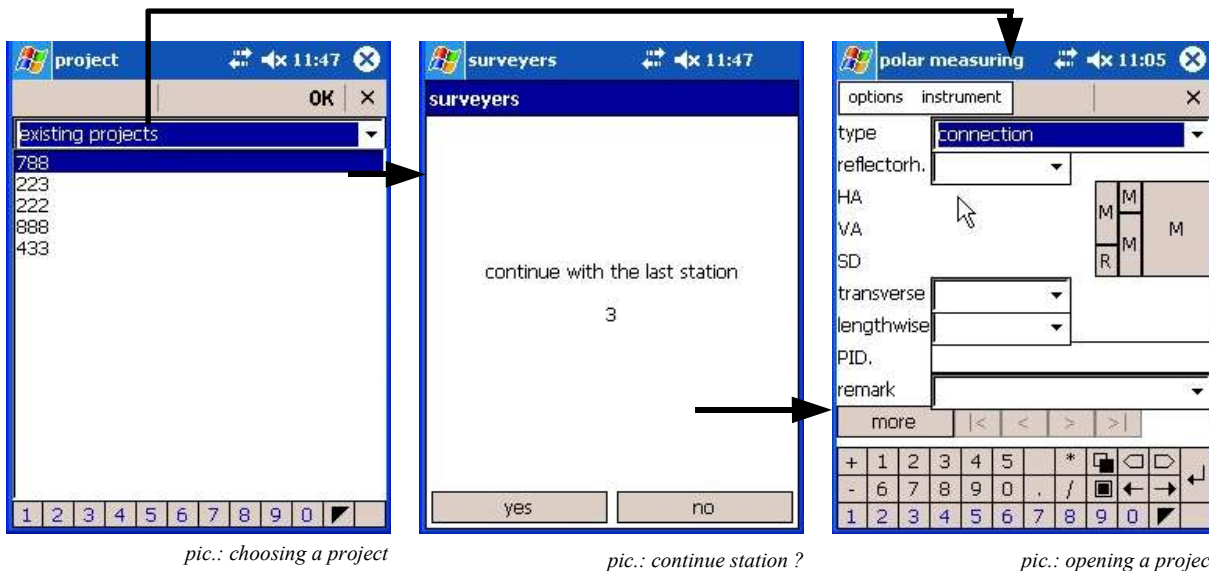 project 11:47
OK ×
existing projects
788
223
222
888
433
1 2 3 4 5 6 7 8 9 0
pic.: choosing a project
surveyers 11:47
surveyers
continue with the last station
3
yes no
pic.: continue station ?
polar measuring 11:05
options instrument ×
type connection
reflectorh.
HA
VA
SD
M M M M R
transverse
lengthwise
PID.
remark
more |< < > >|
+ 1 2 3 4 5 *
- 6 7 8 9 0 . /
1 2 3 4 5 6 7 8 9 0
pic.: opening a projec